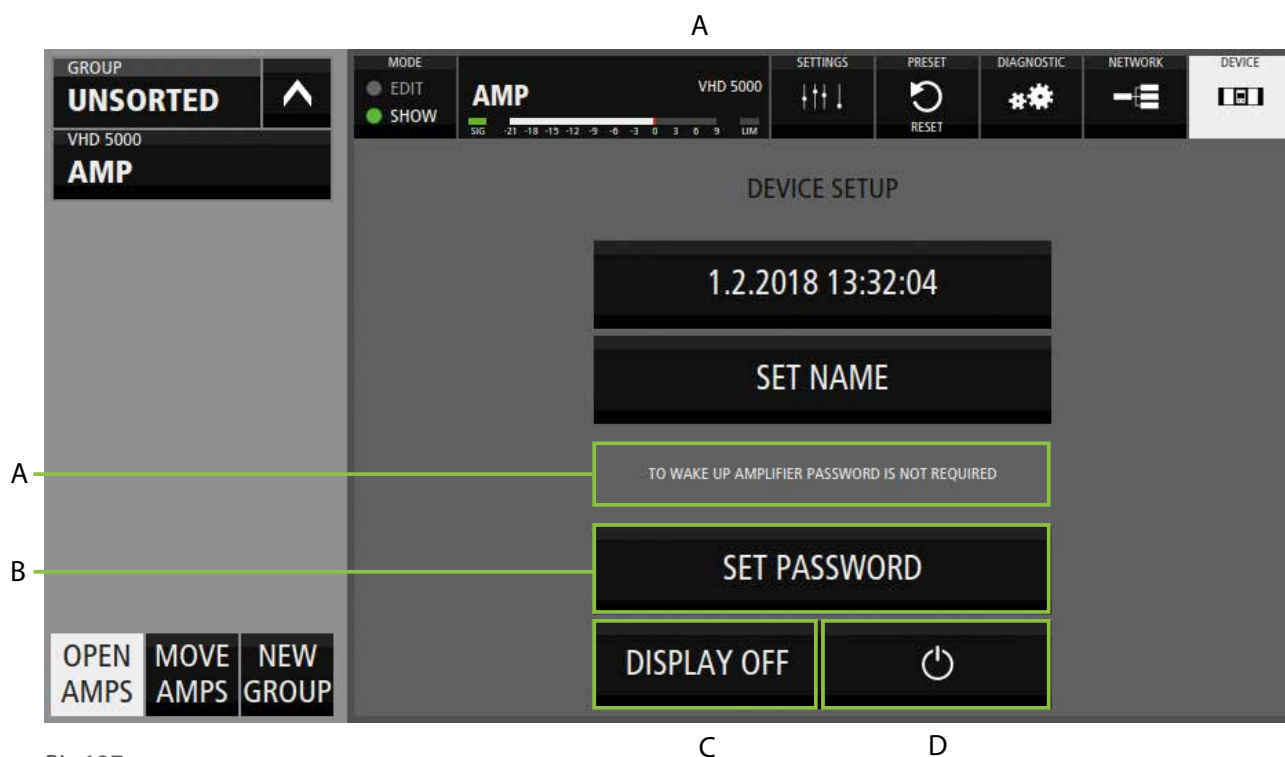 A
GROUP
UNSORTED
VHD 5000
AMP
MODE
EDIT
SHOW
AMP
VHD 5000
SIG -21 -18 -15 -12 -9 -6 -3 0 3 6 9 LIM
SETTINGS
PRESET
RESET
DIAGNOSTIC
NETWORK
DEVICE
DEVICE SETUP
1.2.2018 13:32:04
SET NAME
A
TO WAKE UP AMPLIFIER PASSWORD IS NOT REQUIRED
B
SET PASSWORD
DISPLAY OFF
OPEN AMPS
MOVE AMPS
NEW GROUP
C
D